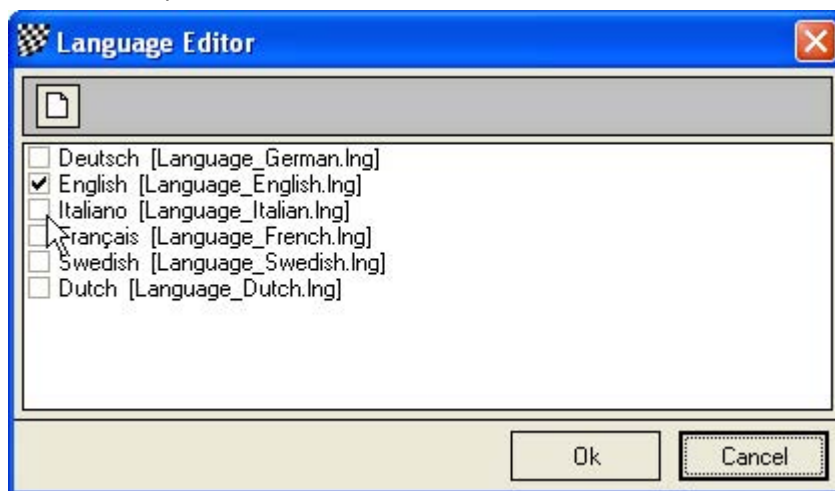 Language Editor
Deutsch [Language_German.lng]
English [Language_English.lng]
Italiano [Language_Italian.lng]
Français [Language_French.lng]
Swedish [Language_Swedish.lng]
Dutch [Language_Dutch.lng]
Ok
Cancel